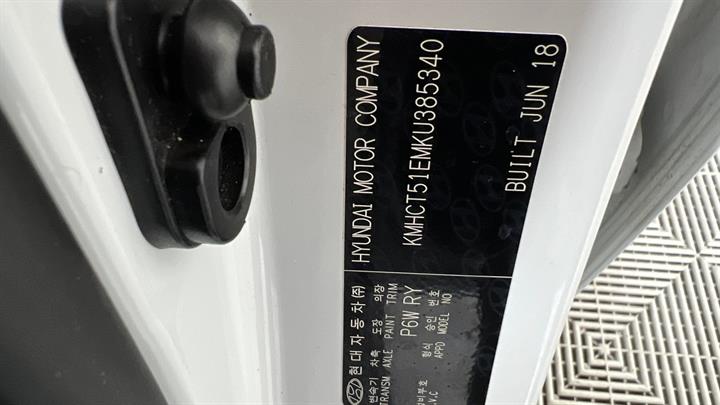 HYUNDAI MOTOR COMPANY
KMHCT51EMKU385340
BUILT JUN 18
현대자동차(주)
변속기 차축 도장 의장
TRANSM AXLE PAINT TRIM
P6W RY
형식 승인 번호
APPD MODEL NO